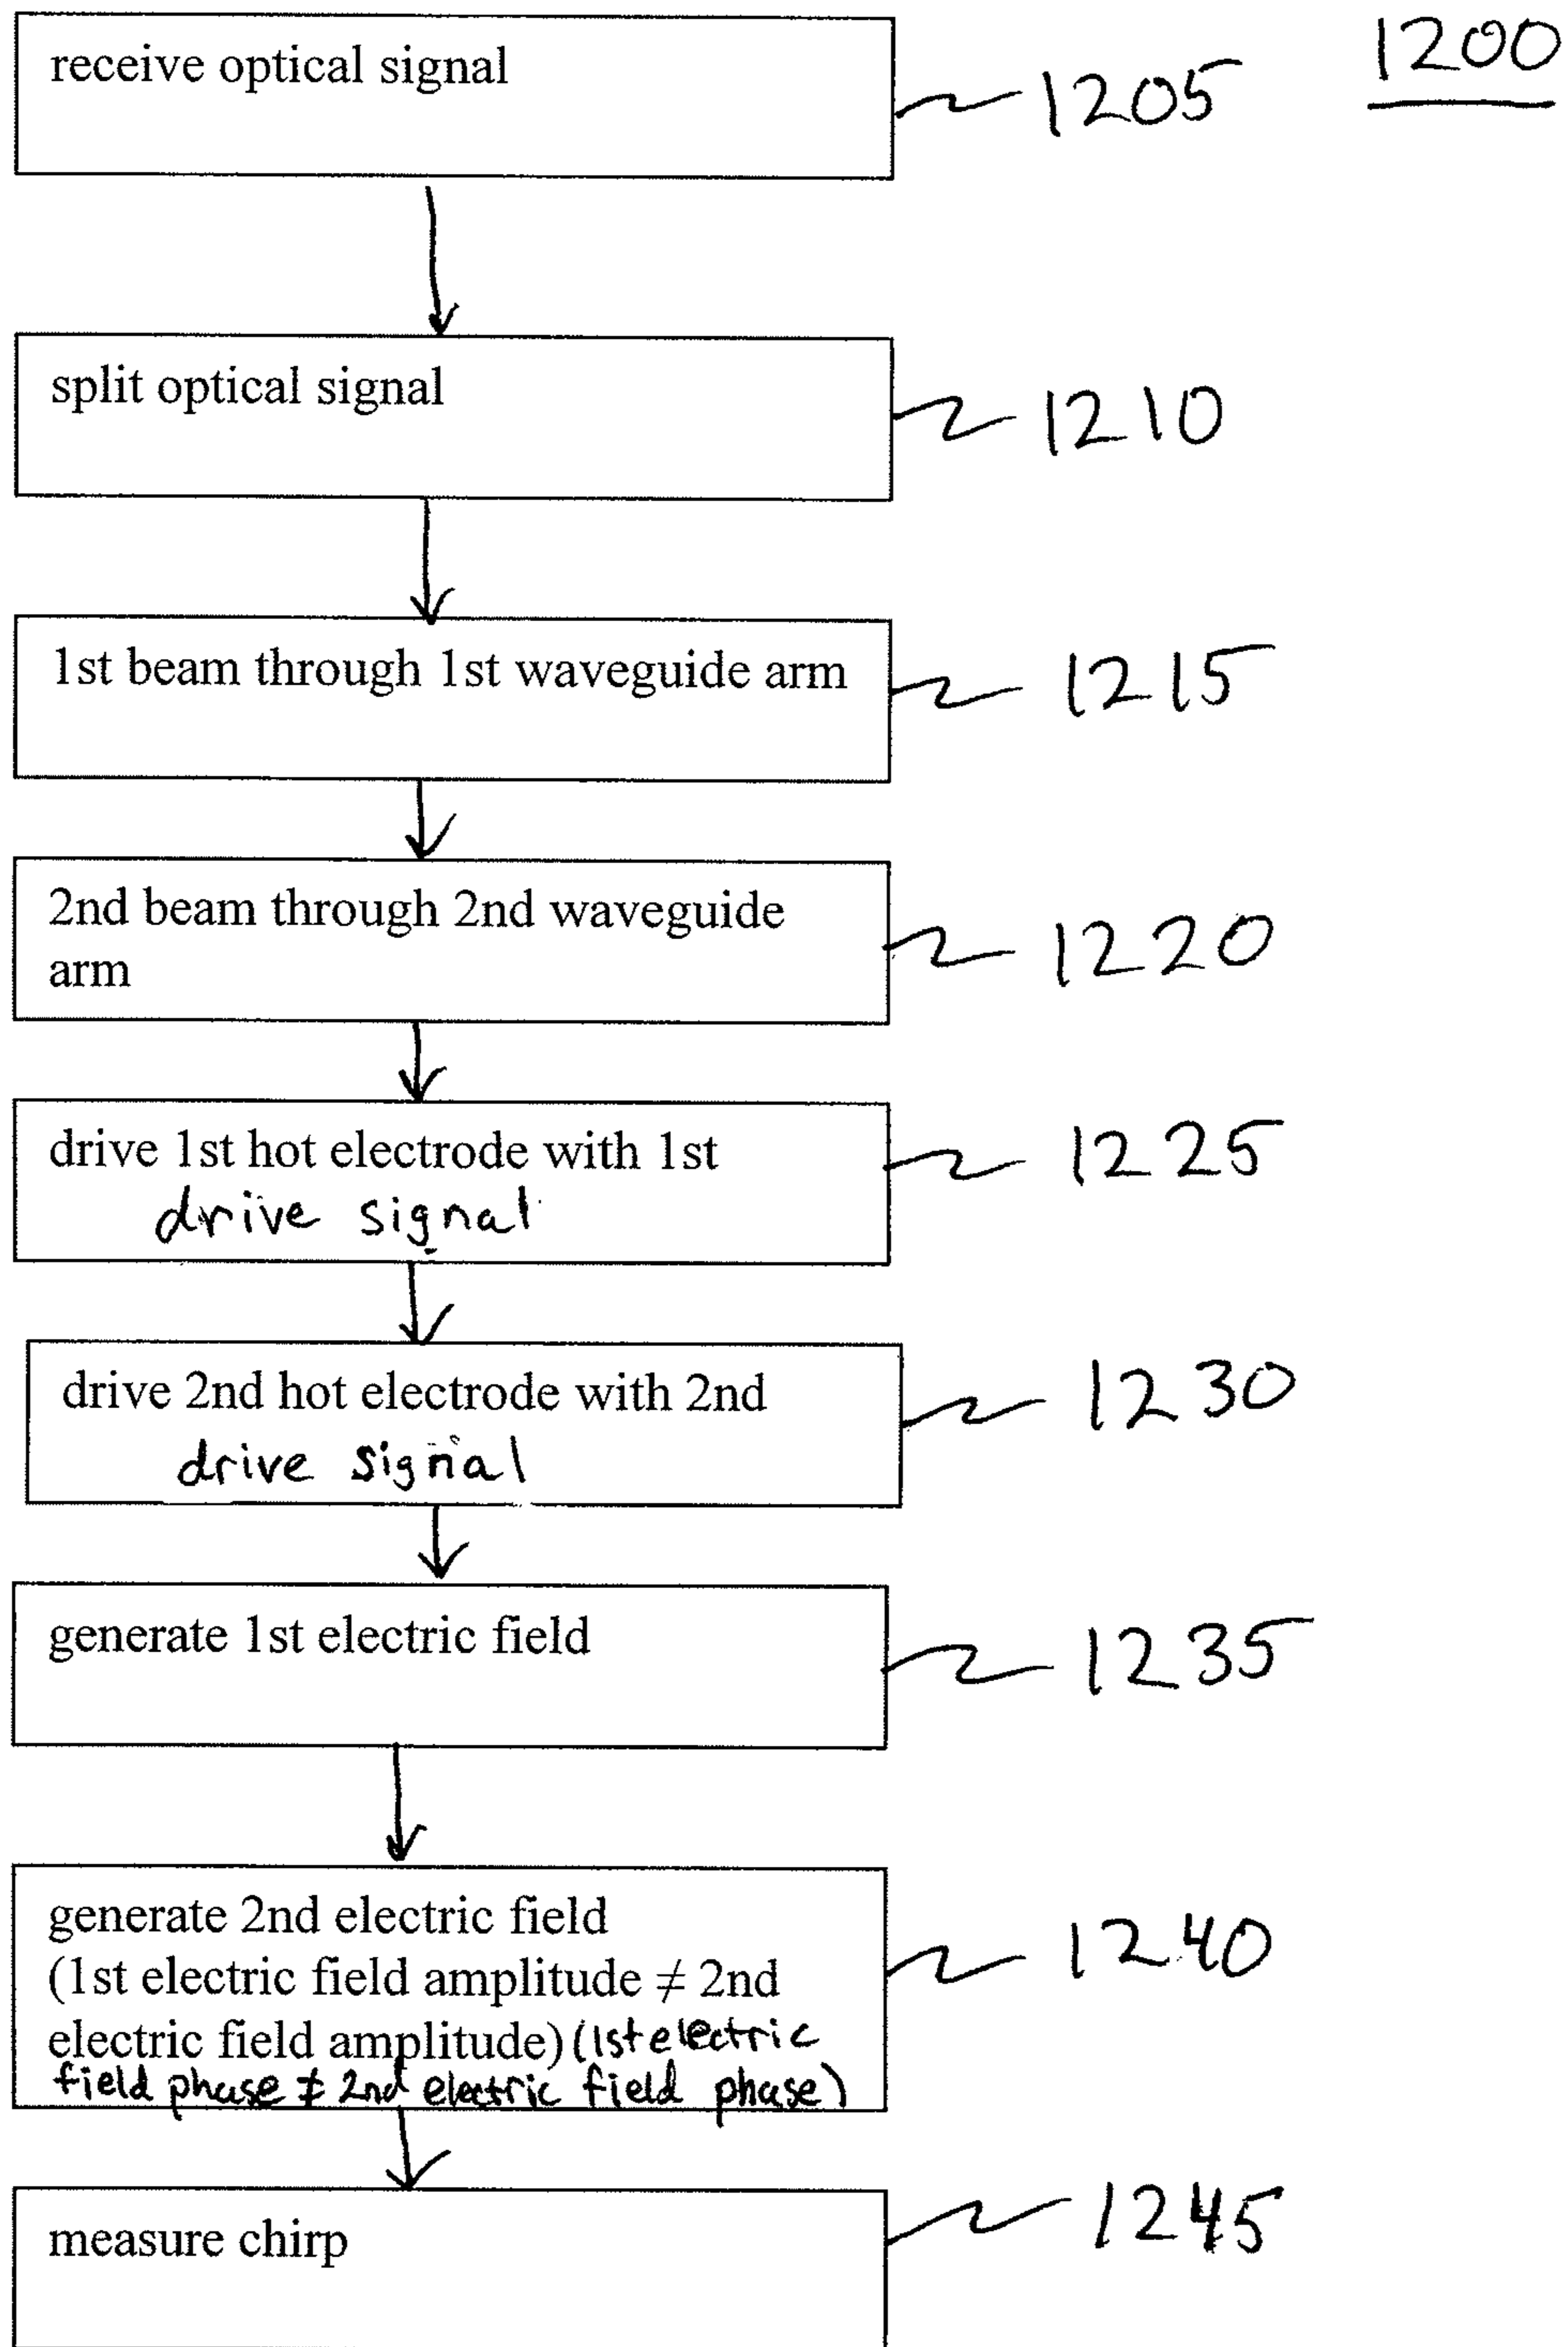 1200
receive optical signal
1205
split optical signal
1210
1st beam through 1st waveguide arm
1215
2nd beam through 2nd waveguide
arm
1220
drive 1st hot electrode with 1st
drive signal
1225
drive 2nd hot electrode with 2nd
drive signal
1230
generate 1st electric field
1235
generate 2nd electric field
(1st electric field amplitude ≠ 2nd
electric field amplitude) (1st electric
field phase ≠ 2nd electric field phase)
1240
measure chirp
1245